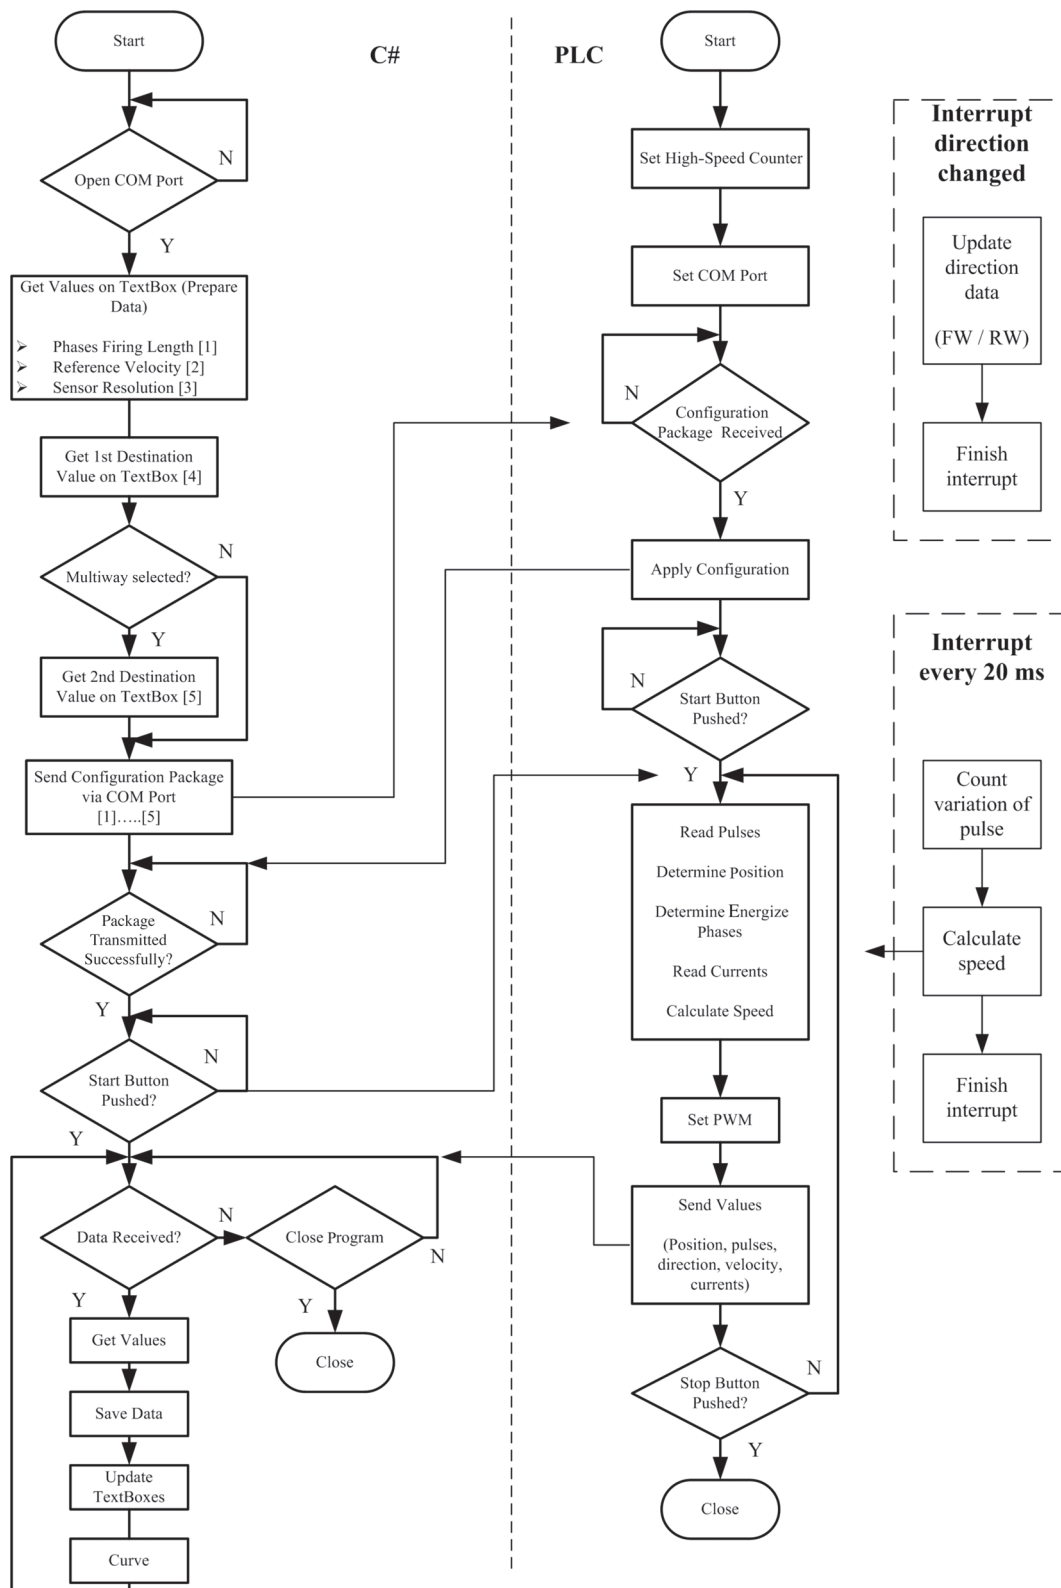 Start
C#
N
Open COM Port
Y
Get Values on TextBox (Prepare
Data)
➢ Phases Firing Length [1]
➢ Reference Velocity [2]
➢ Sensor Resolution [3]
Get 1st Destination
Value on TextBox [4]
N
Multiway selected?
Y
Get 2nd Destination
Value on TextBox [5]
Send Configuration Package
via COM Port
[1]…..[5]
Package
Transmitted
Successfully?
N
Y
N
Start Button
Pushed?
Y
Data Received?
N
Close Program
N
Y
Y
Get Values
Close
Save Data
Update
TextBoxes
Curve
PLC
Start
Set High-Speed Counter
Set COM Port
N
Configuration
Package Received
Y
Apply Configuration
N
Start Button
Pushed?
Y
Read Pulses
Determine Position
Determine Energize
Phases
Read Currents
Calculate Speed
Set PWM
Send Values
(Position, pulses,
direction, velocity,
currents)
Stop Button
Pushed?
N
Y
Close
Interrupt
direction
changed
Update
direction
data
(FW / RW)
Finish
interrupt
Interrupt
every 20 ms
Count
variation of
pulse
Calculate
speed
Finish
interrupt